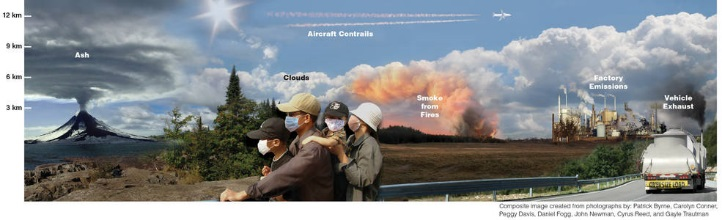 12 km
9 km
6 km
3 km
Ash
Aircraft Contrails
Clouds
Smoke
from
Fires
Factory
Emissions
Vehicle
Exhaust
OVERSIZE LOAD
Composite image created from photographs by: Patrick Byrne, Carolyn Conner,
Peggy Davis, Daniel Fogg, John Newman, Cyrus Reed, and Gayle Trautman